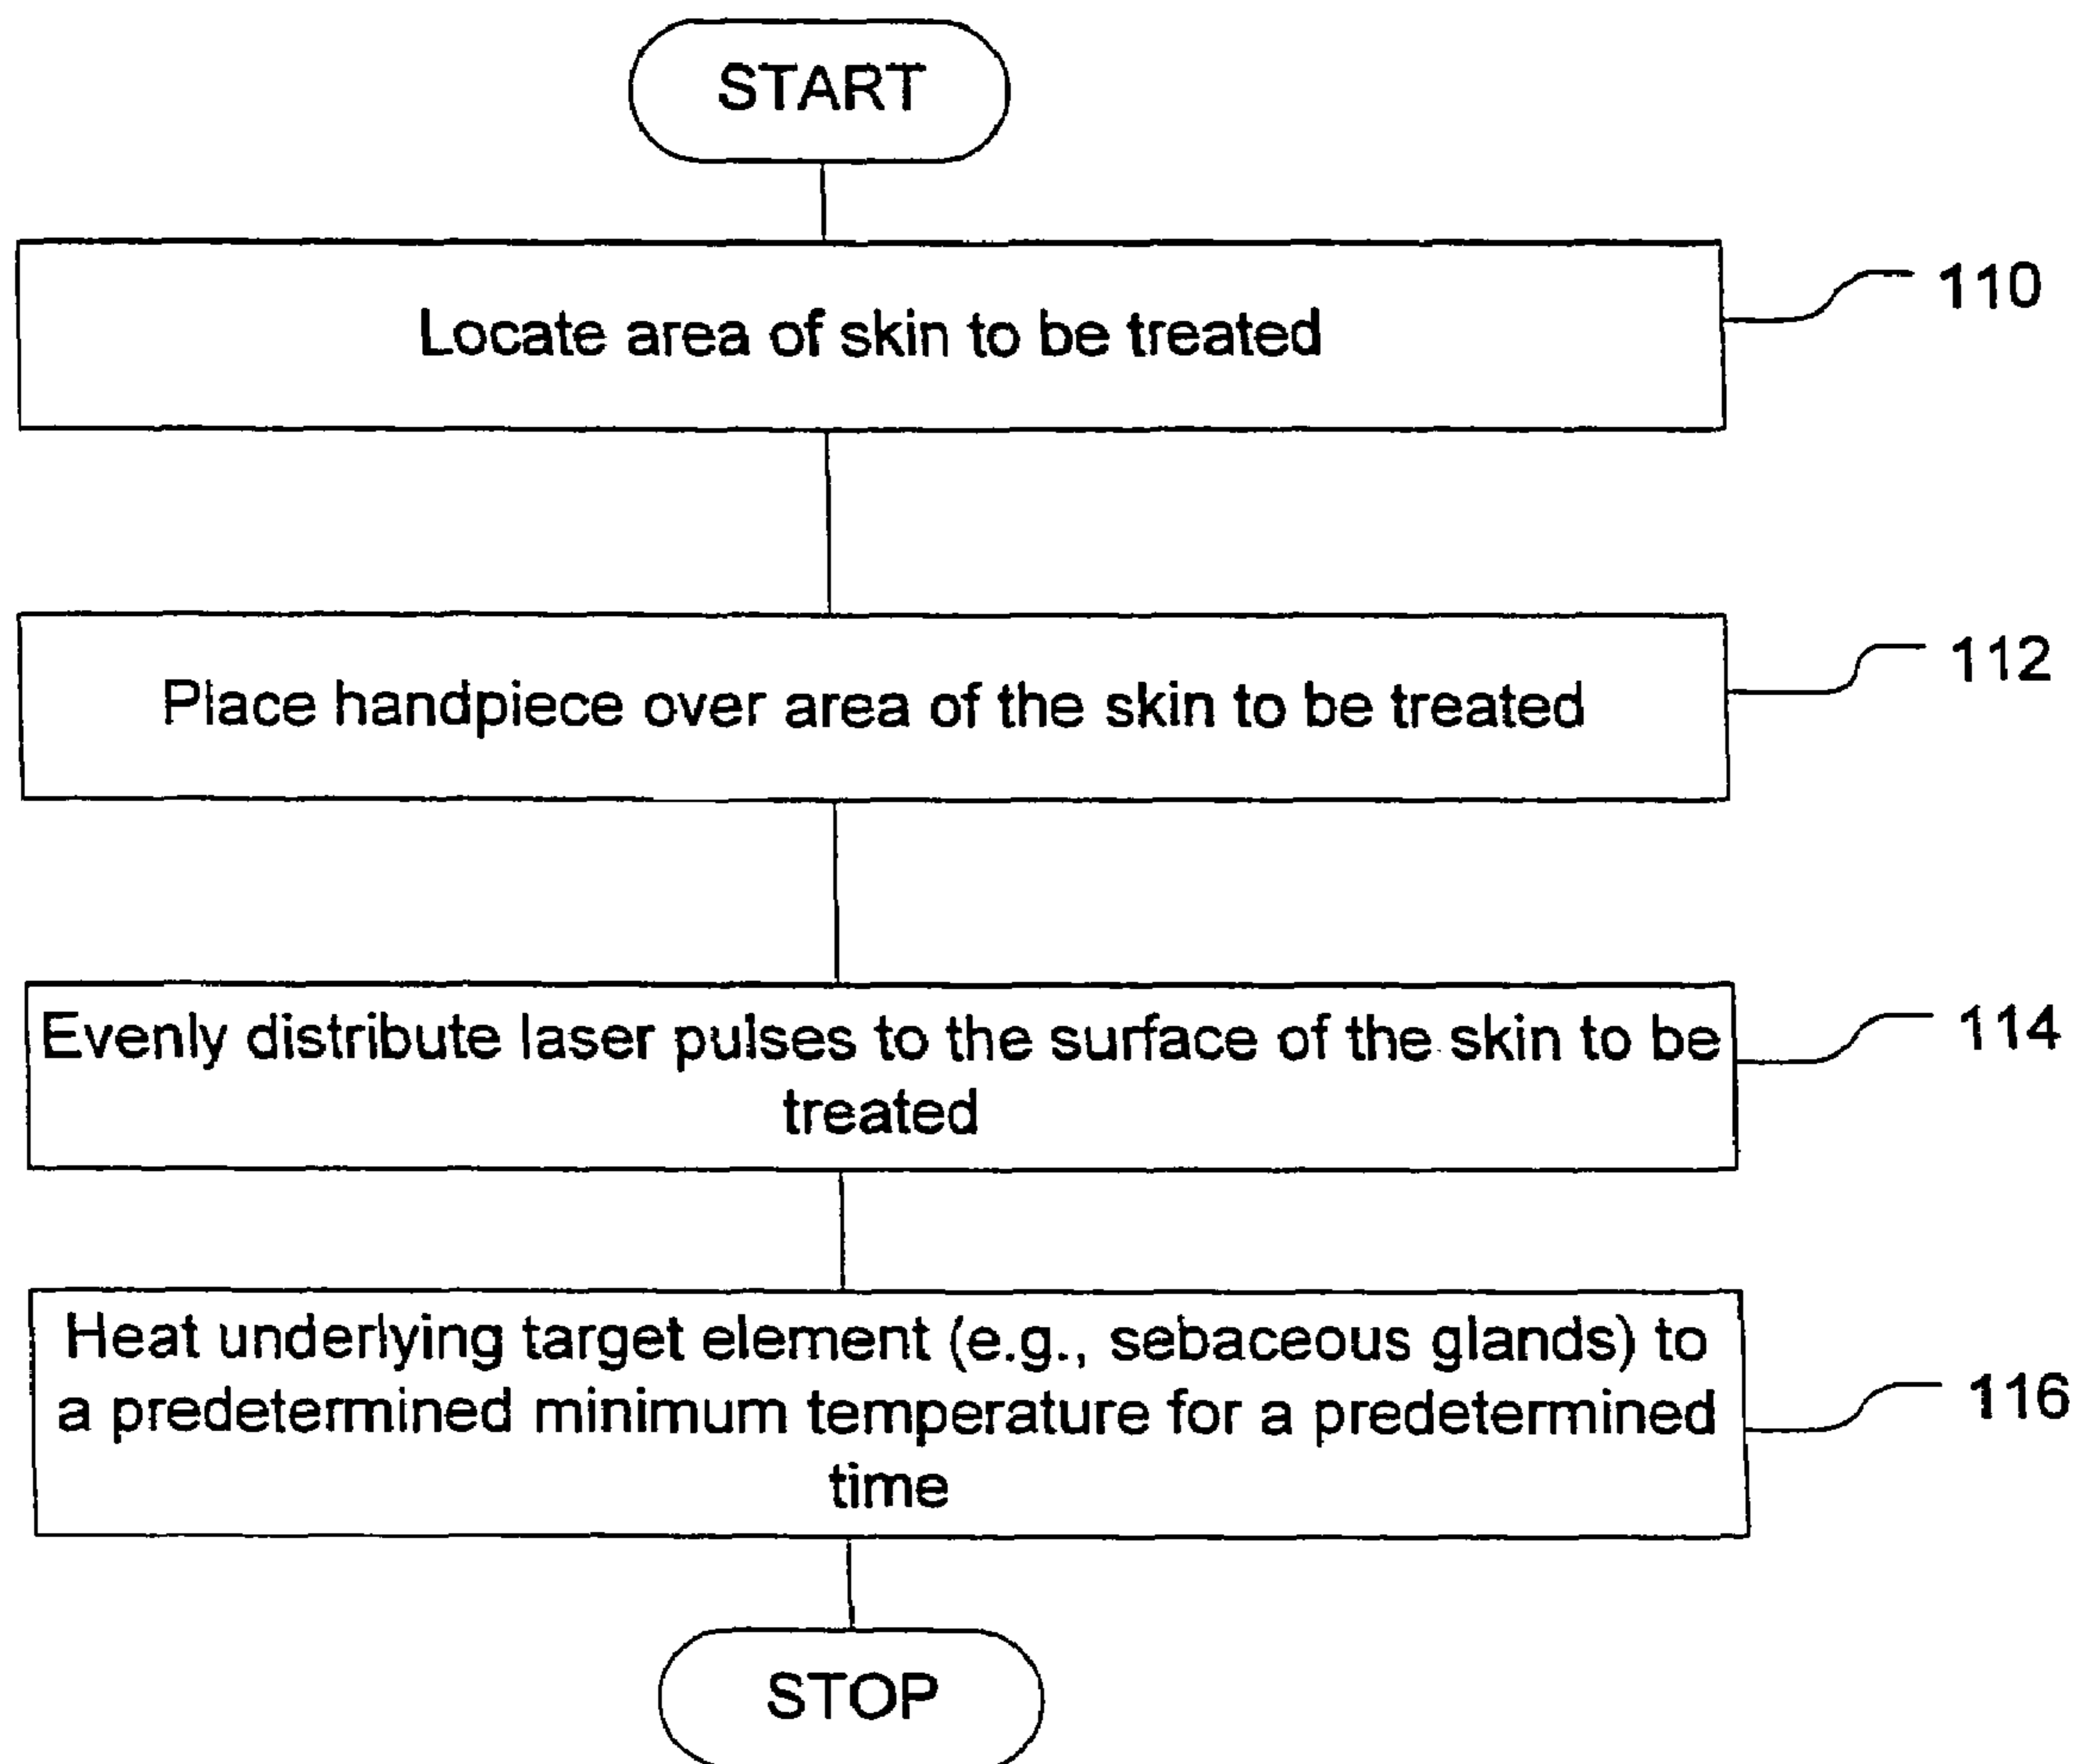 START
Locate area of skin to be treated
110
Place handpiece over area of the skin to be treated
112
Evenly distribute laser pulses to the surface of the skin to be
treated
114
Heat underlying target element (e.g., sebaceous glands) to
a predetermined minimum temperature for a predetermined
time
116
STOP